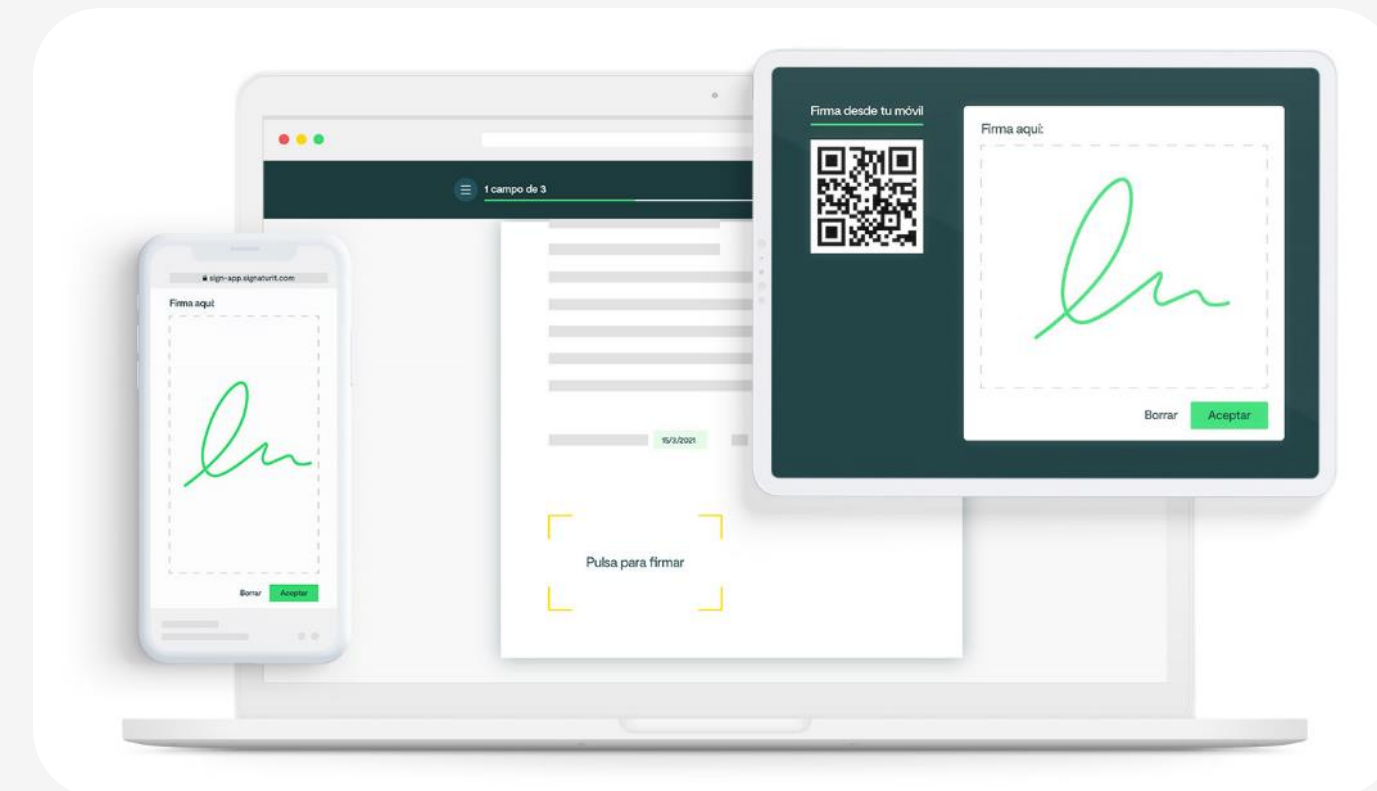 Firma desde tu móvil
Firma aquí:
1 campo de 3
sign-app.signaturit.com
Firma aquí:
15/3/2021
Borrar Aceptar
Pulsa para firmar
Borrar Aceptar